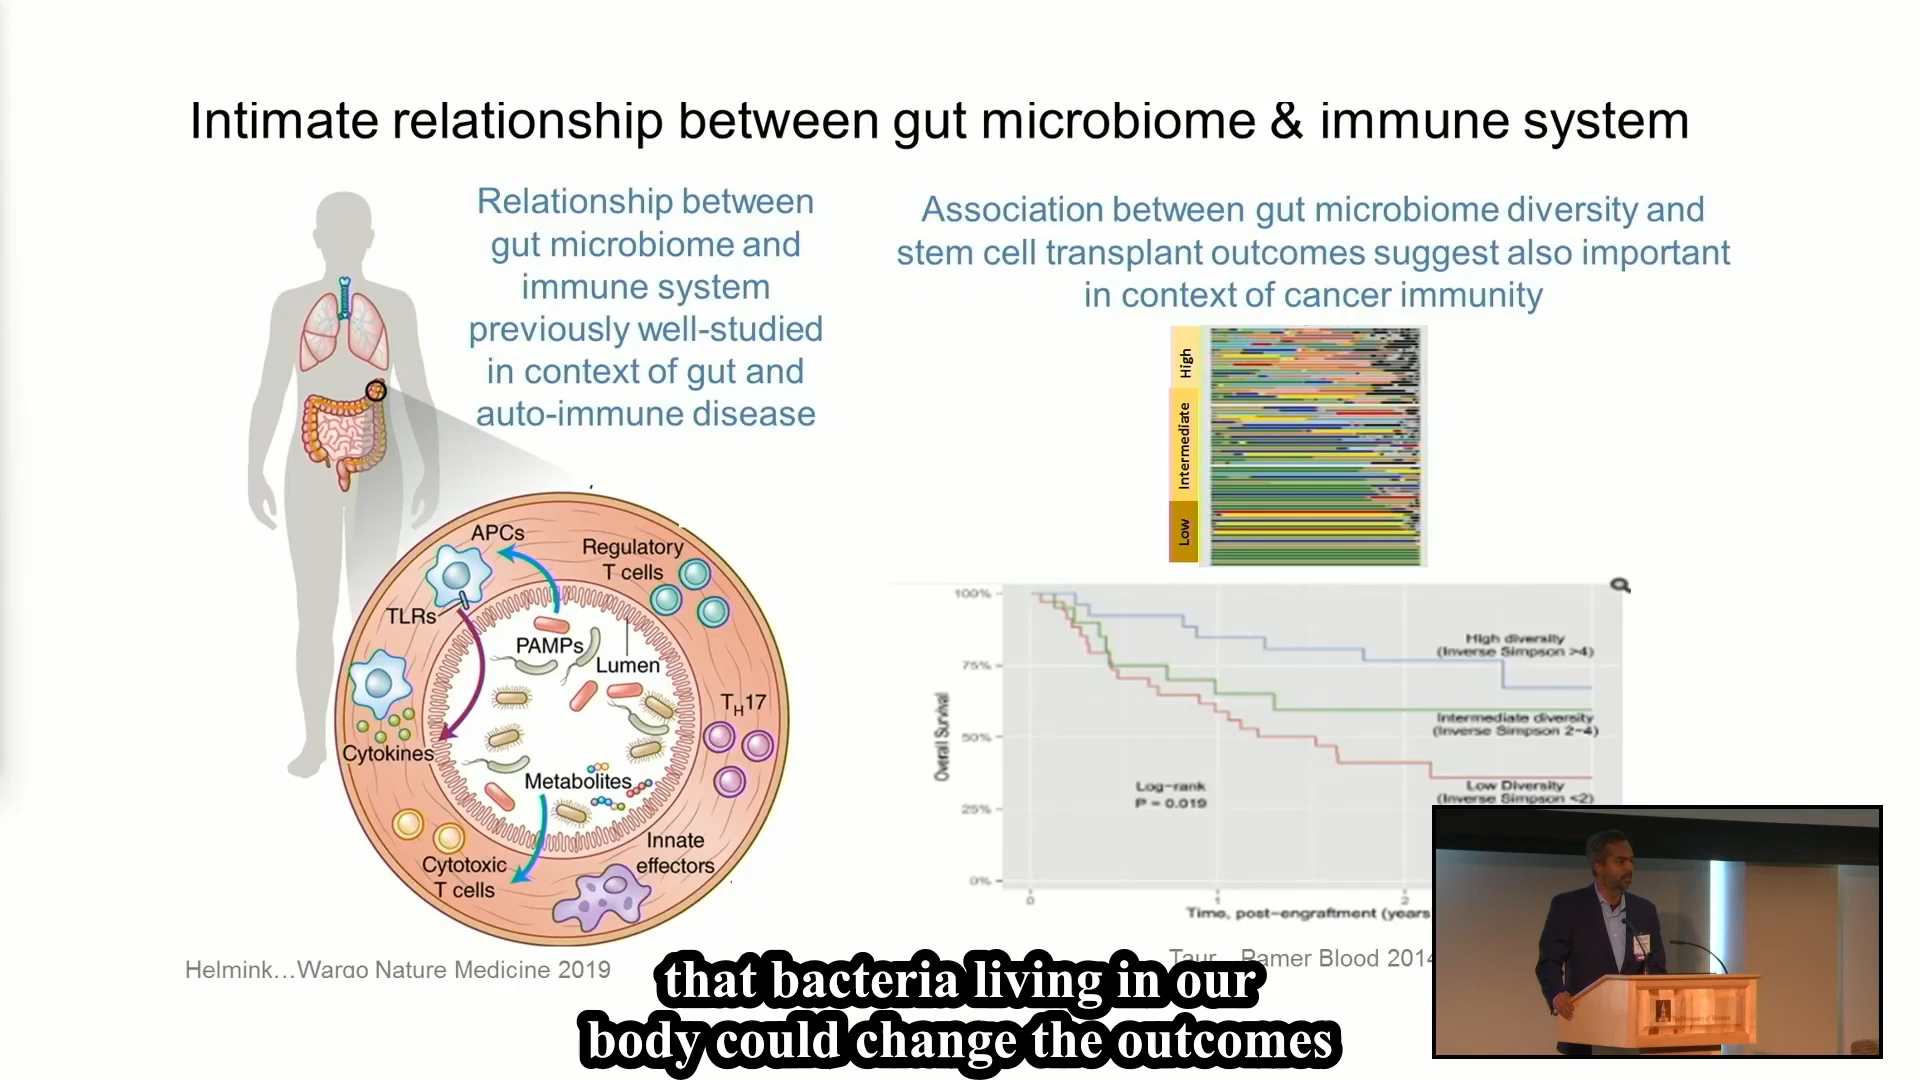 Intimate relationship between gut microbiome & immune system
Relationship between
gut microbiome and
immune system
previously well-studied
in context of gut and
auto-immune disease
Association between gut microbiome diversity and
stem cell transplant outcomes suggest also important
in context of cancer immunity
High
Intermediate
Low
APCs
Regulatory
T cells
TLRs
PAMPs
Lumen
TH17
Cytokines
Metabolites
Innate
effectors
Cytotoxic
T cells
100%
75%
50%
25%
0%
Overall Survival
High diversity
(Inverse Simpson >4)
Intermediate diversity
(Inverse Simpson 2-4)
Low Diversity
(Inverse Simpson <2)
Log-rank
P = 0.019
0
1
2
Time, post-engraftment (years
Helmink...Wargo Nature Medicine 2019
Taur...Pamer Blood 2014
that bacteria living in our
body could change the outcomes